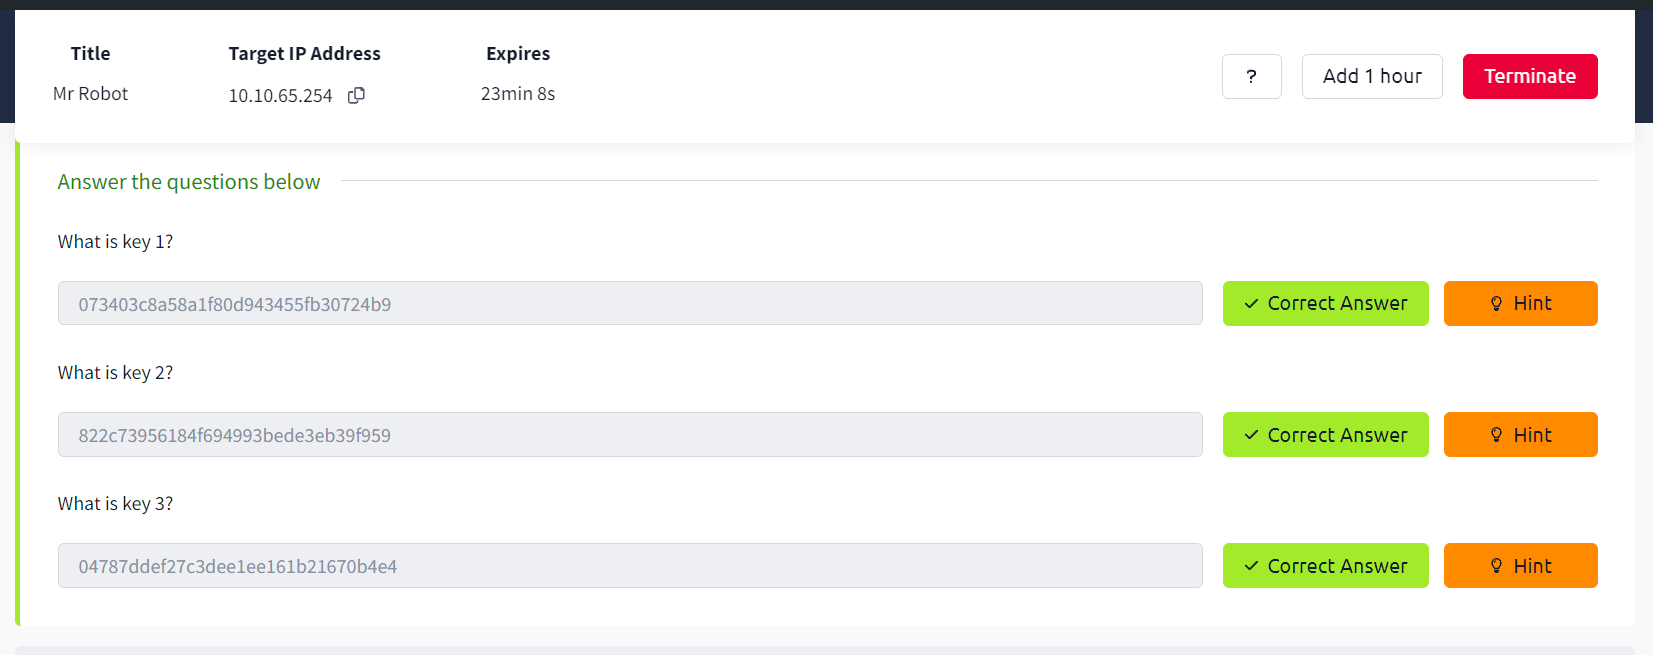 Title Target IP Address Expires
Mr Robot 10.10.65.254 23min 8s
? Add 1 hour Terminate
Answer the questions below
What is key 1?
073403c8a58a1f80d943455fb30724b9 Correct Answer Hint
What is key 2?
822c73956184f694993bede3eb39f959 Correct Answer Hint
What is key 3?
04787ddef27c3dee1ee161b21670b4e4 Correct Answer Hint